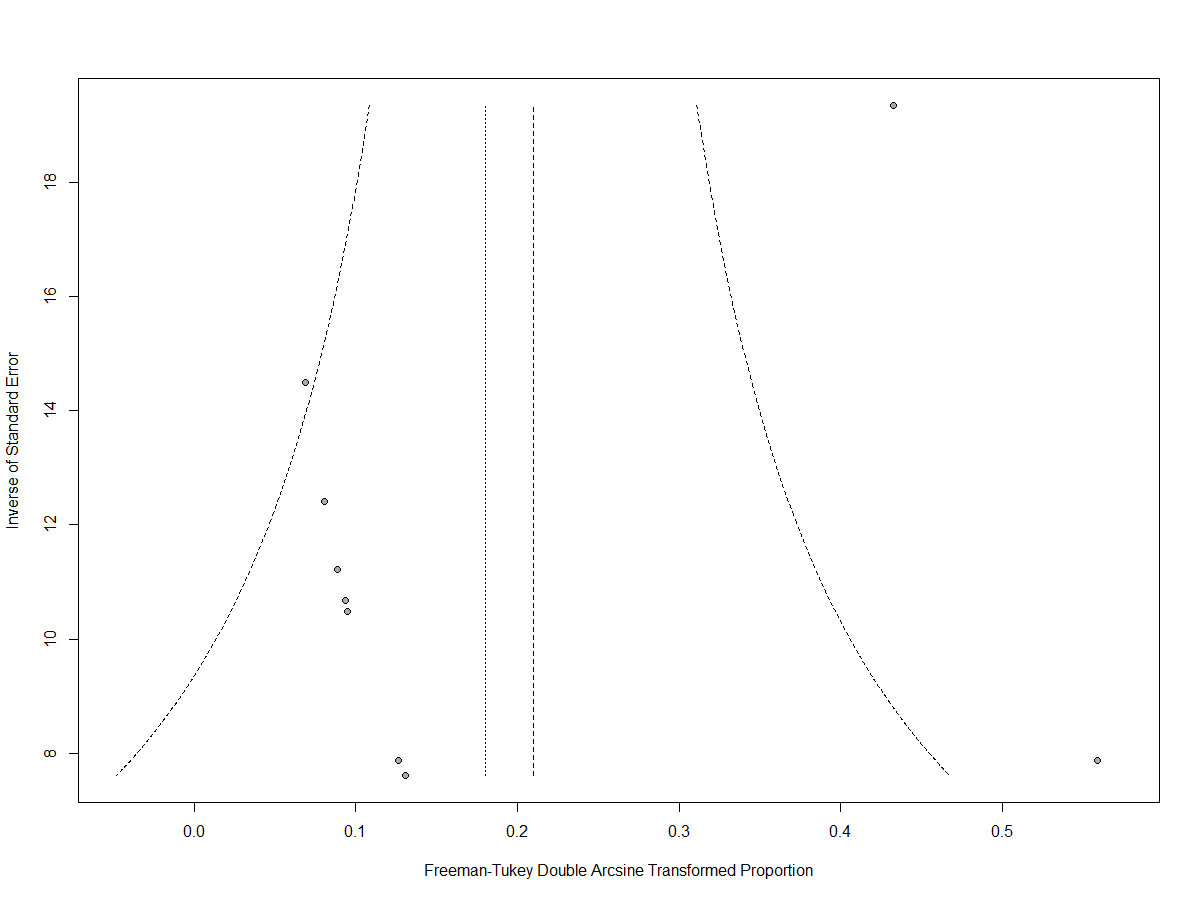 Inverse of Standard Error
18
16
14
12
10
8
0.0 0.1 0.2 0.3 0.4 0.5
Freeman-Tukey Double Arcsine Transformed Proportion